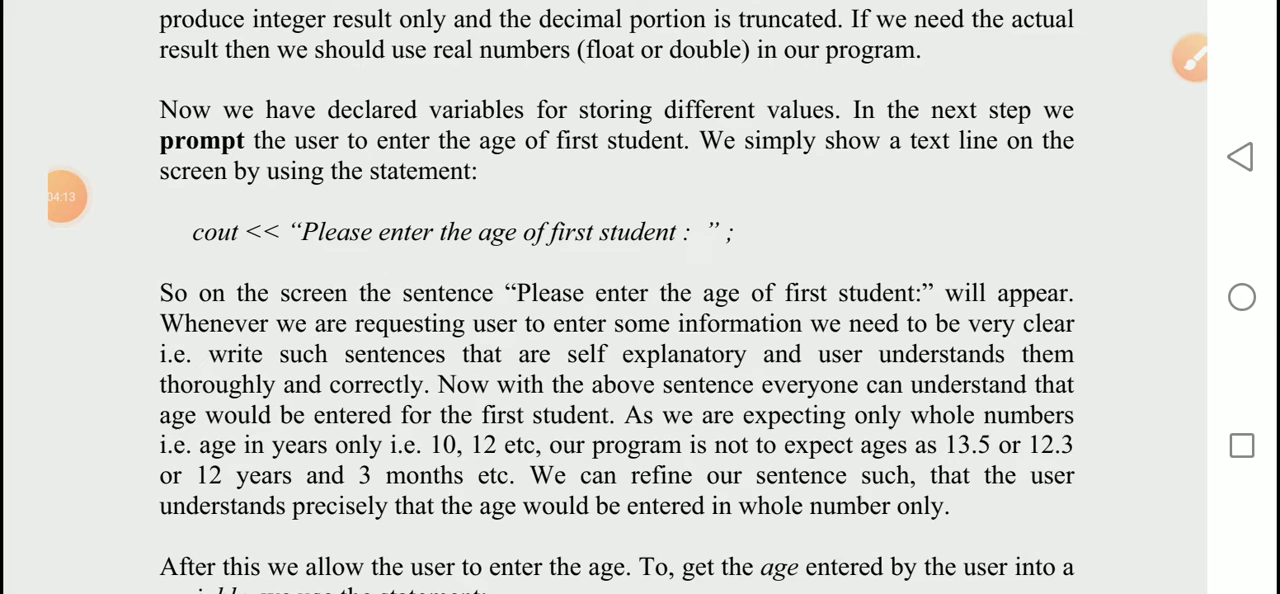 produce integer result only and the decimal portion is truncated. If we need the actual
result then we should use real numbers (float or double) in our program.
Now we have declared variables for storing different values. In the next step we
prompt the user to enter the age of first student. We simply show a text line on the
screen by using the statement:
04:13
cout << “Please enter the age of first student : ” ;
So on the screen the sentence “Please enter the age of first student:” will appear.
Whenever we are requesting user to enter some information we need to be very clear
i.e. write such sentences that are self explanatory and user understands them
thoroughly and correctly. Now with the above sentence everyone can understand that
age would be entered for the first student. As we are expecting only whole numbers
i.e. age in years only i.e. 10, 12 etc, our program is not to expect ages as 13.5 or 12.3
or 12 years and 3 months etc. We can refine our sentence such, that the user
understands precisely that the age would be entered in whole number only.
After this we allow the user to enter the age. To, get the age entered by the user into a